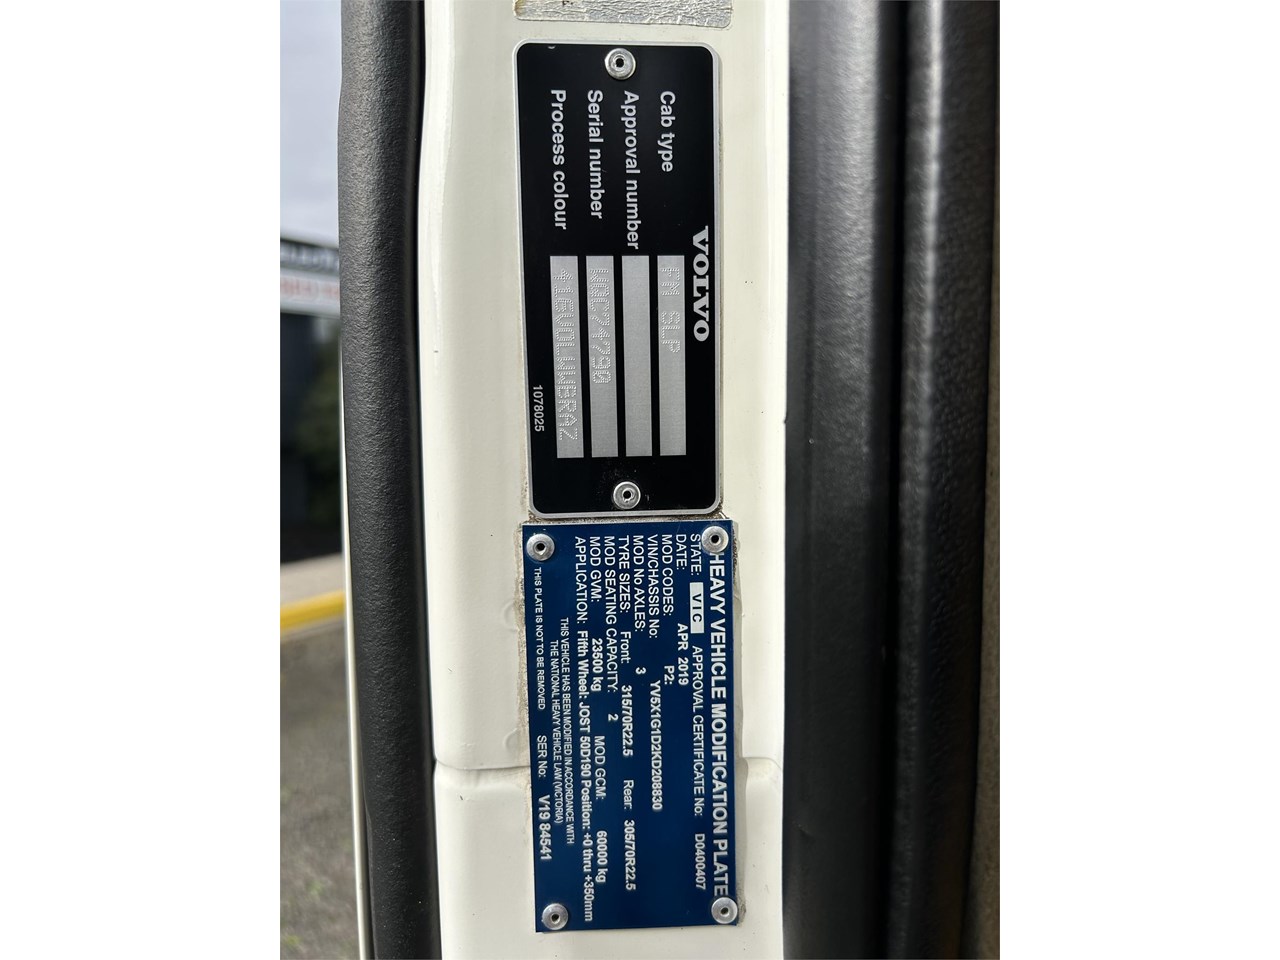 VOLVO
Cab type FM SLP
Approval number
Serial number
Process colour
1078025
HEAVY VEHICLE MODIFICATION PLATE
STATE: VIC APPROVAL CERTIFICATE No: D0400407
DATE: APR 2019
MOD CODES: P2:
VIN/CHASSIS No: YV5X1G1D2KD208830
MOD No AXLES: 3
TYRE SIZES: Front: 315/70R22.5 Rear: 305/70R22.5
MOD SEATING CAPACITY: 2
MOD GVM: 23500 kg MOD GCM: 60000 kg
APPLICATION: Fifth Wheel: JOST 50D190 Position: +0 thru +350mm
THIS VEHICLE HAS BEEN MODIFIED IN ACCORDANCE WITH
THE NATIONAL HEAVY VEHICLE LAW (VICTORIA)
THIS PLATE IS NOT TO BE REMOVED SER No: V19 84541